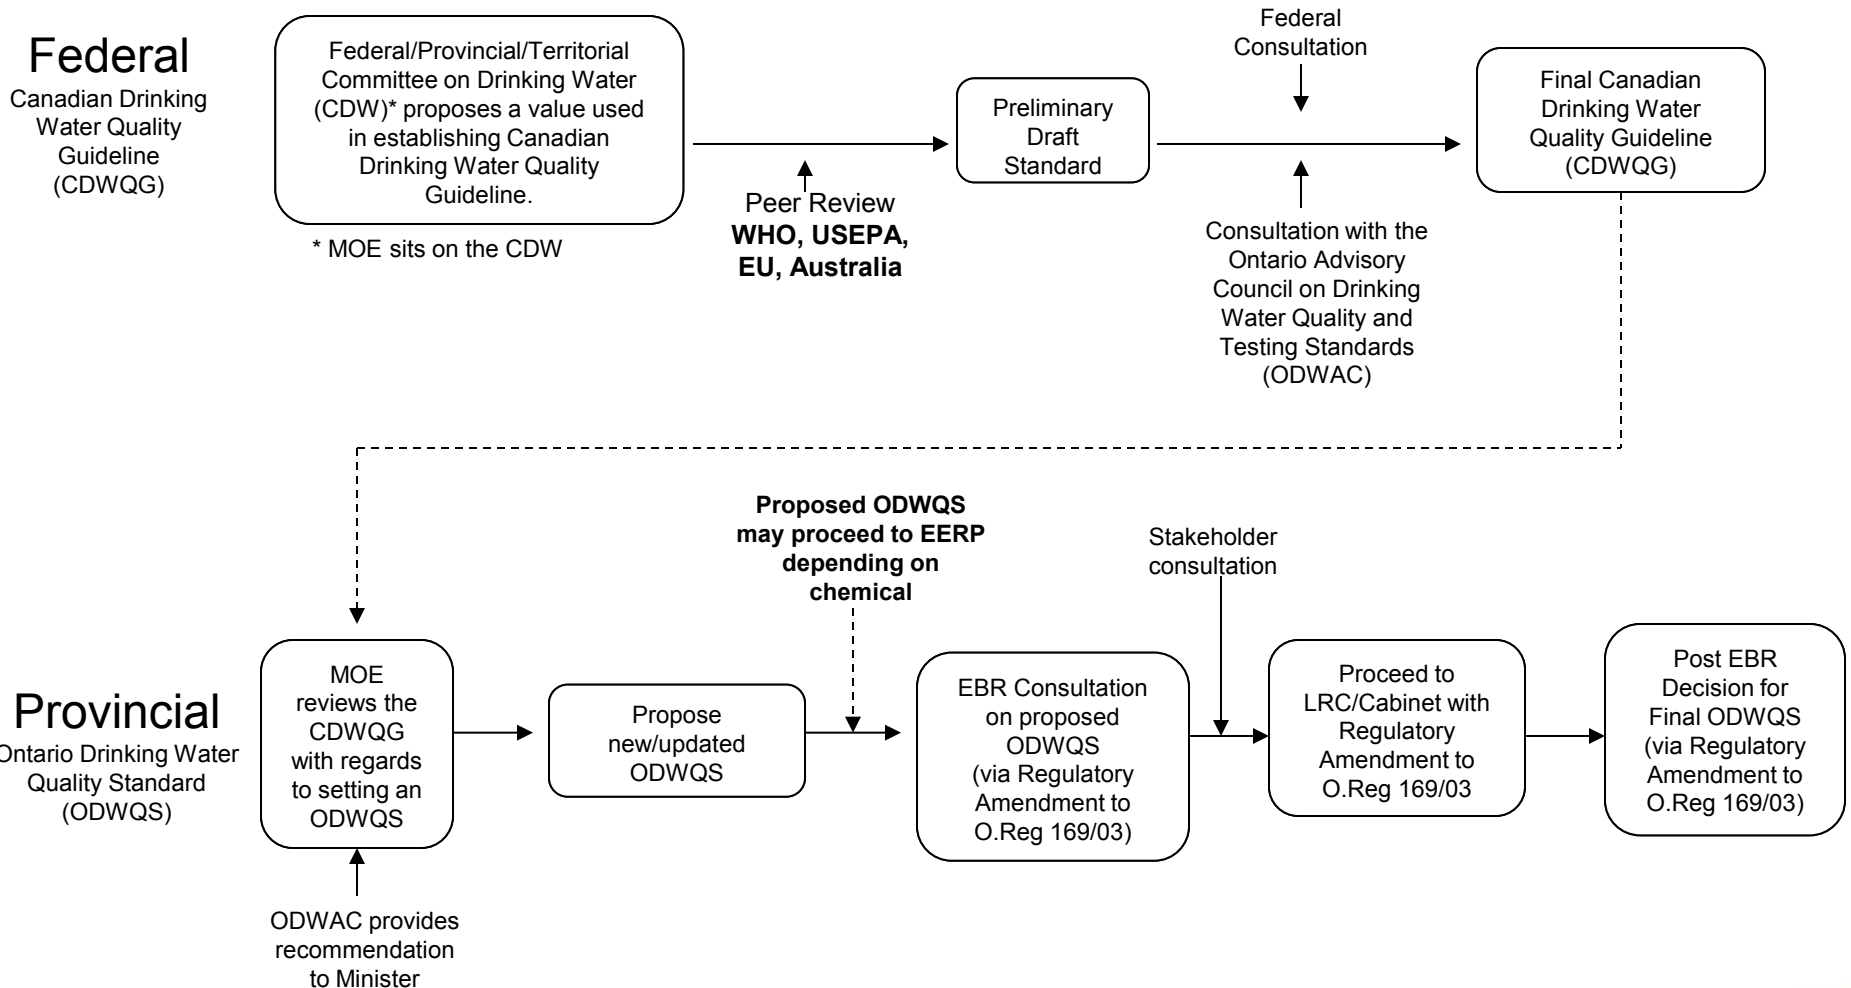 Federal
Canadian Drinking
Water Quality
Guideline
(CDWQG)
Federal/Provincial/Territorial
Committee on Drinking Water
(CDW)* proposes a value used
in establishing Canadian
Drinking Water Quality
Guideline.
* MOE sits on the CDW
Peer Review
WHO, USEPA,
EU, Australia
Preliminary
Draft
Standard
Federal
Consultation
Consultation with the
Ontario Advisory
Council on Drinking
Water Quality and
Testing Standards
(ODWAC)
Final Canadian
Drinking Water
Quality Guideline
(CDWQG)
Provincial
Ontario Drinking Water
Quality Standard
(ODWQS)
MOE
reviews the
CDWQG
with regards
to setting an
ODWQS
ODWAC provides
recommendation
to Minister
Propose
new/updated
ODWQS
Proposed ODWQS
may proceed to EERP
depending on
chemical
EBR Consultation
on proposed
ODWQS
(via Regulatory
Amendment to
O.Reg 169/03)
Stakeholder
consultation
Proceed to
LRC/Cabinet with
Regulatory
Amendment to
O.Reg 169/03
Post EBR
Decision for
Final ODWQS
(via Regulatory
Amendment to
O.Reg 169/03)